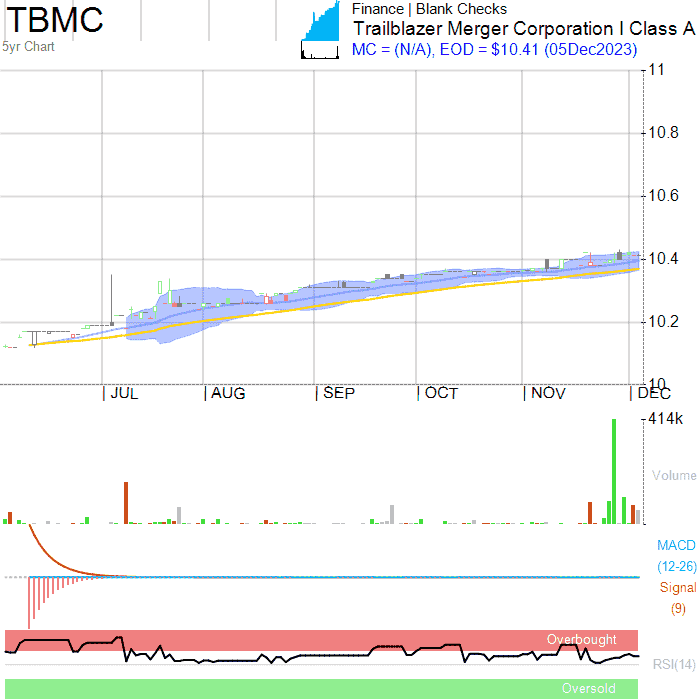 TBMC
5yr Chart
Finance | Blank Checks
Trailblazer Merger Corporation I Class A
MC = (N/A), EOD = $10.41 (05Dec2023)
11
10.8
10.6
10.4
10.2
10
JUL AUG SEP OCT NOV DEC
414k
Volume
MACD
(12-26)
Signal
(9)
Overbought
RSI(14)
Oversold